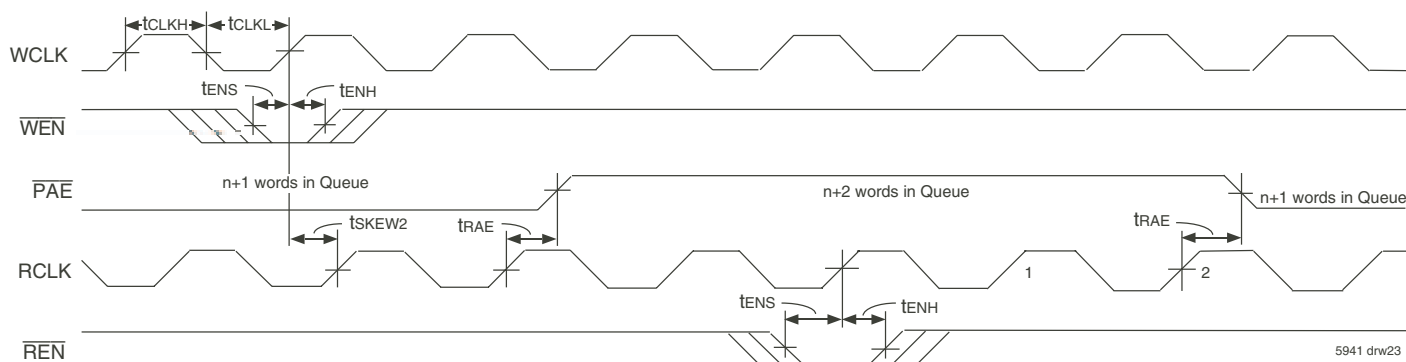 tCLKH tCLKL
WCLK
tENS tENH
WEN
PAE n+1 words in Queue n+2 words in Queue n+1 words in Queue
tSKEW2 tRAE tRAE
RCLK 1 2
tENS tENH
REN
5941 drw23